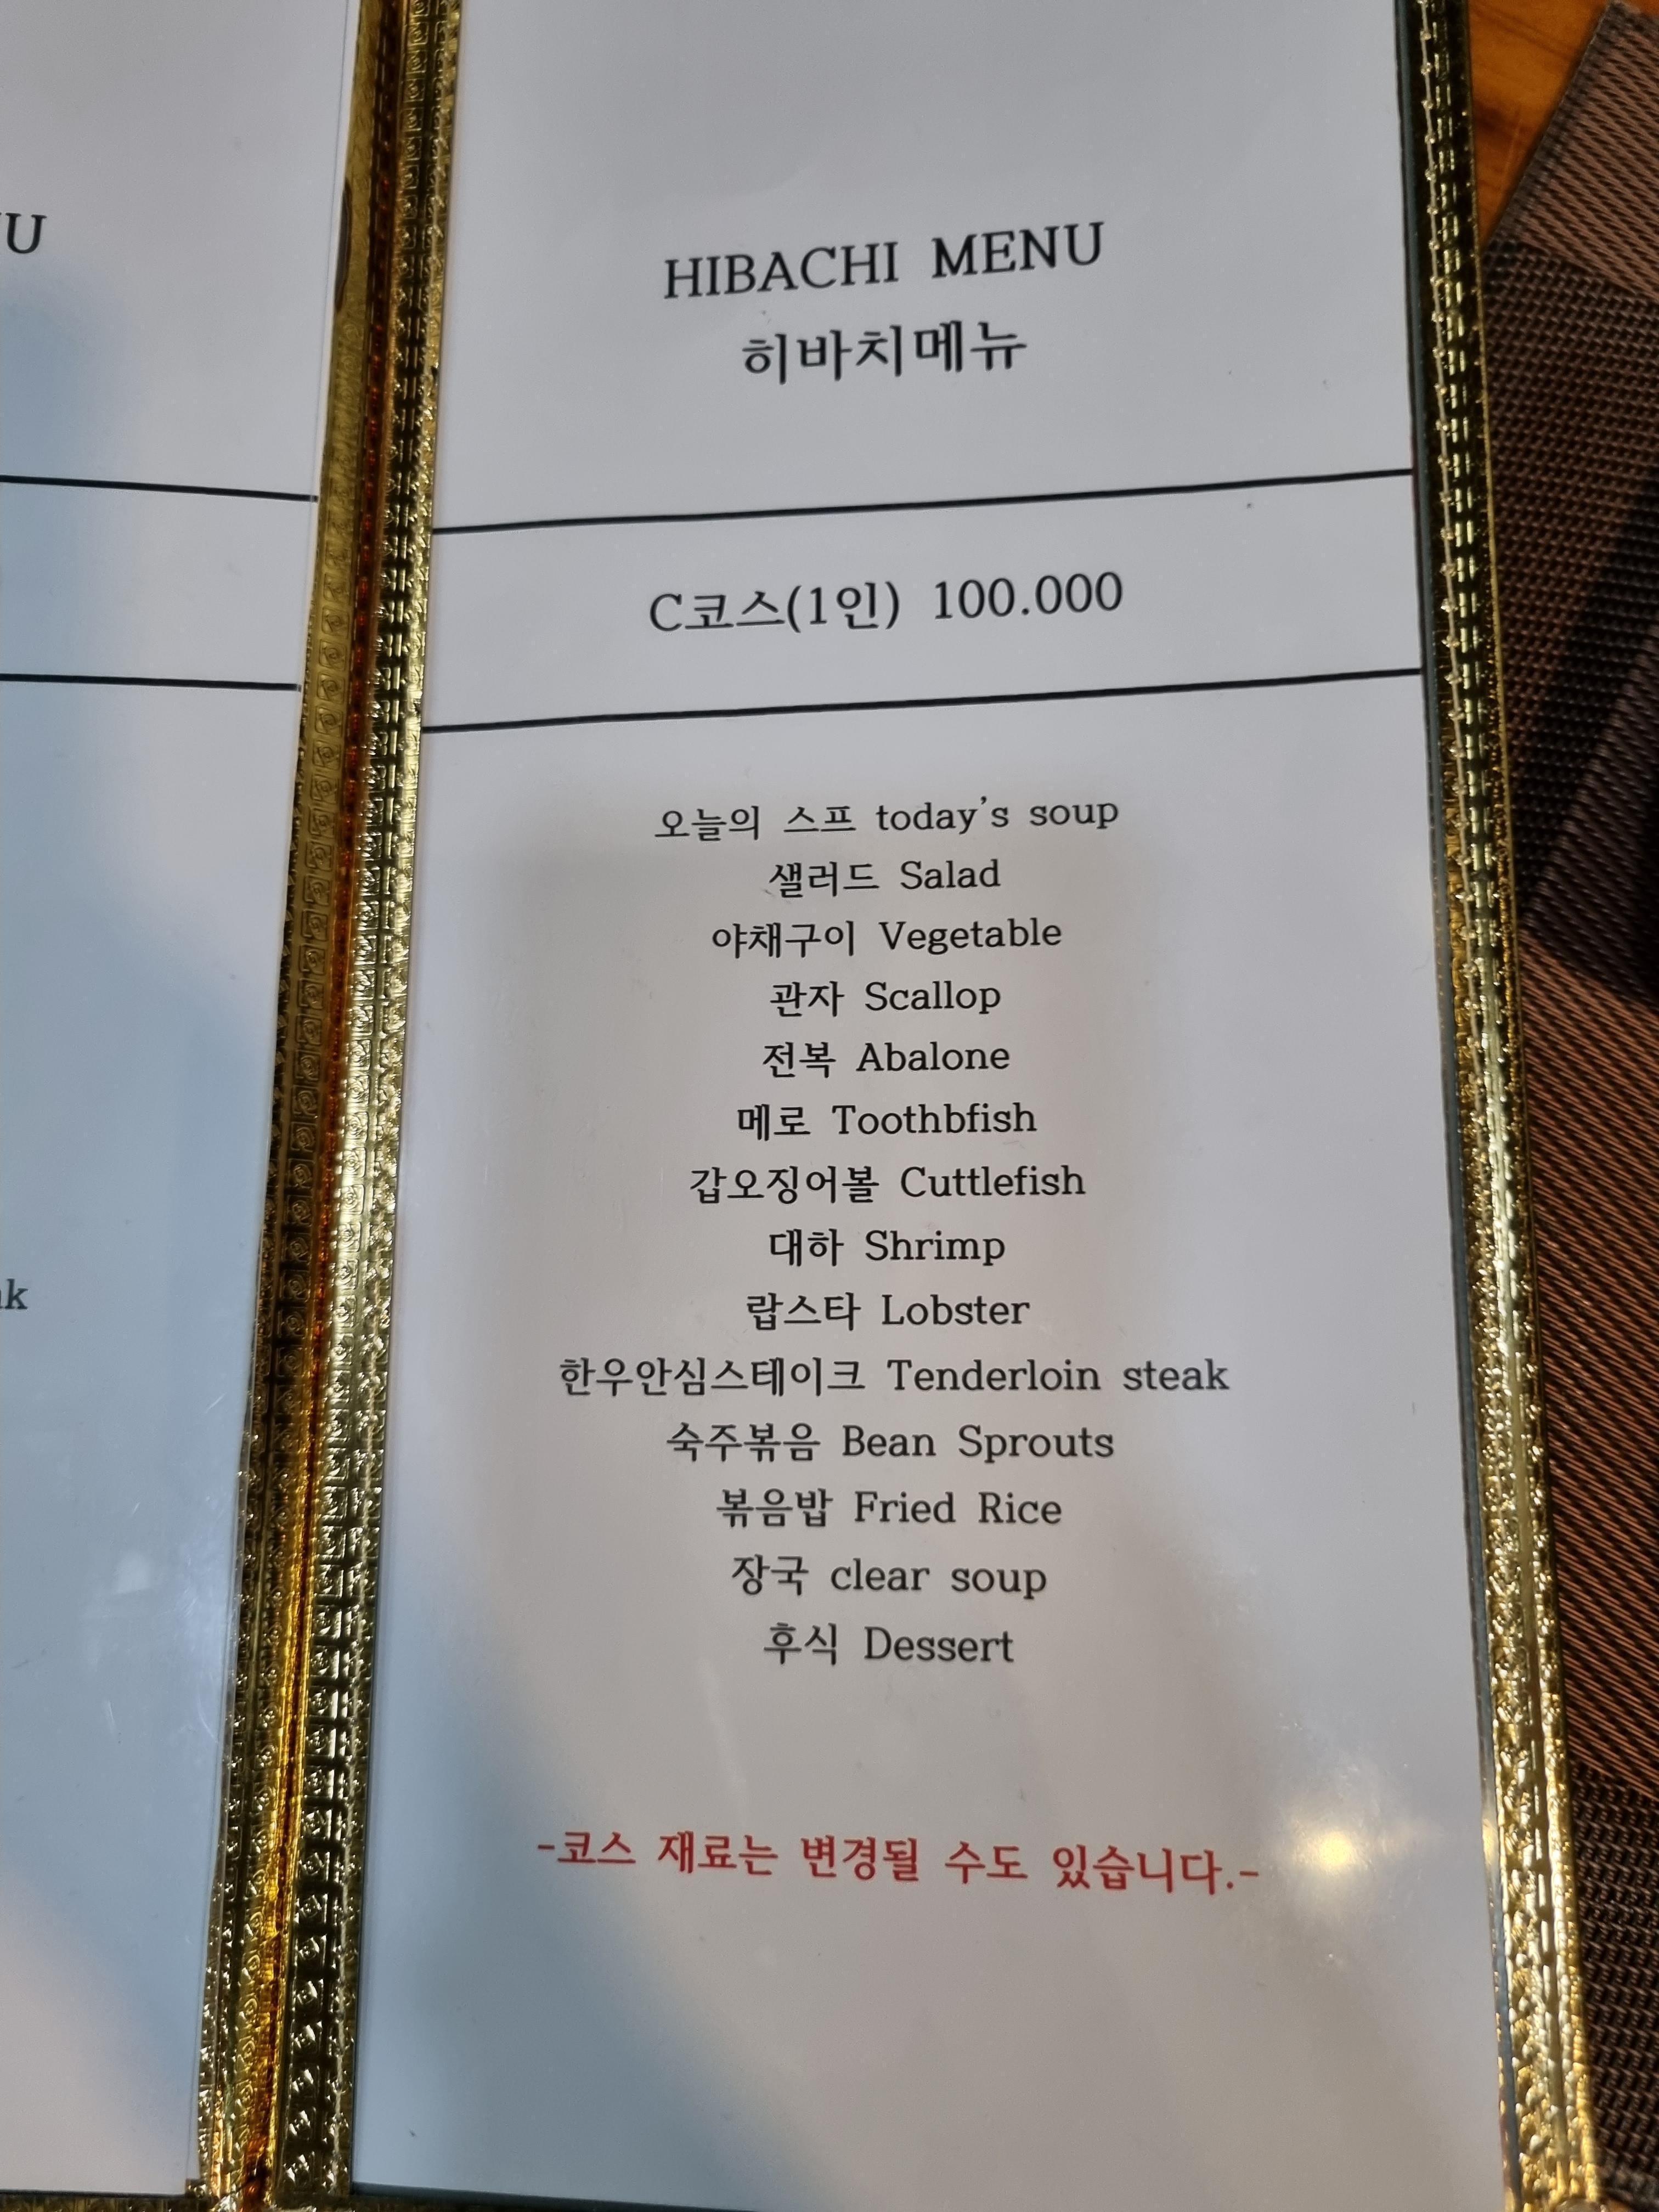 HIBACHI MENU
히바치메뉴
C코스(1인) 100.000
오늘의 스프 today's soup
샐러드 Salad
야채구이 Vegetable
관자 Scallop
전복 Abalone
메로 Toothbfish
갑오징어볼 Cuttlefish
대하 Shrimp
랍스타 Lobster
한우안심스테이크 Tenderloin steak
숙주볶음 Bean Sprouts
볶음밥 Fried Rice
장국 clear soup
후식 Dessert
-코스 재료는 변경될 수도 있습니다.-